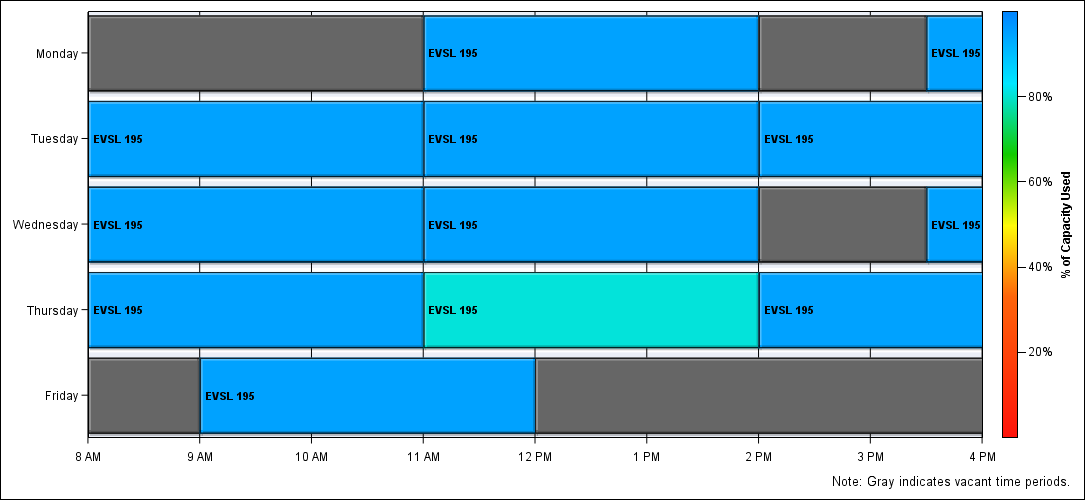 Monday
EVSL 195
EVSL 195
Tuesday
EVSL 195
EVSL 195
EVSL 195
Wednesday
EVSL 195
EVSL 195
EVSL 195
Thursday
EVSL 195
EVSL 195
EVSL 195
Friday
EVSL 195
8 AM
9 AM
10 AM
11 AM
12 PM
1 PM
2 PM
3 PM
4 PM
80%
60%
40%
20%
% of Capacity Used
Note: Gray indicates vacant time periods.